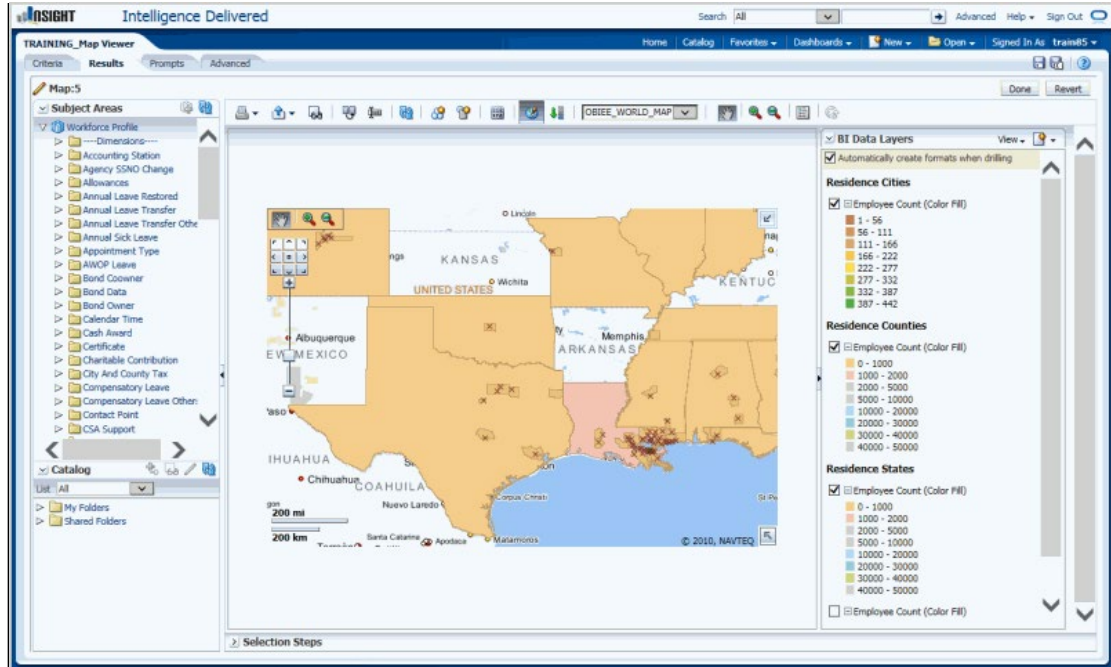 INSIGHT Intelligence Delivered Search All Advanced Help Sign Out
TRAINING_Map Viewer Home Catalog Favorites Dashboards New Open Signed In As train85
Criteria Results Prompts Advanced
Map:5 Done Revert
Subject Areas
Workforce Profile
----Dimensions----
Accounting Station
Agency SSNO Change
Allowances
Annual Leave Restored
Annual Leave Transfer
Annual Leave Transfer Othe
Annual Sick Leave
Appointment Type
AWOP Leave
Bond Coowner
Bond Data
Bond Owner
Calendar Time
Cash Award
Certificate
Charitable Contribution
City And County Tax
Compensatory Leave
Compensatory Leave Other:
Contact Point
CSA Support
Catalog
List All
My Folders
Shared Folders
OBIEE_WORLD_MAP
Lincoln
KANSAS
Wichita
UNITED STATES
KENTUC
Albuquerque
EW MEXICO
Memphis
ARKANSAS
'aso
IHUAHUA
Chihuahua
COAHUILA
Nuevo Laredo
Corpus Christi
200 mi
200 km
Santa Catarina
Apodaca
Matamoros
© 2010, NAVTEQ
BI Data Layers View
Automatically create formats when drilling
Residence Cities
Employee Count (Color Fill)
1 - 56
56 - 111
111 - 166
166 - 222
222 - 277
277 - 332
332 - 387
387 - 442
Residence Counties
Employee Count (Color Fill)
0 - 1000
1000 - 2000
2000 - 5000
5000 - 10000
10000 - 20000
20000 - 30000
30000 - 40000
40000 - 50000
Residence States
Employee Count (Color Fill)
0 - 1000
1000 - 2000
2000 - 5000
5000 - 10000
10000 - 20000
20000 - 30000
30000 - 40000
40000 - 50000
Employee Count (Color Fill)
Selection Steps